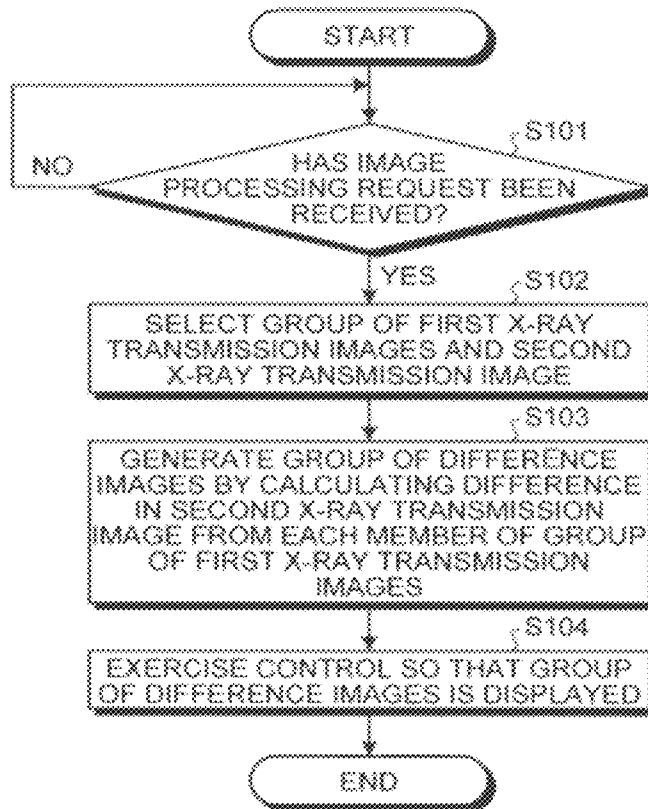 START
S101
NO
HAS IMAGE
PROCESSING REQUEST BEEN
RECEIVED?
YES
S102
SELECT GROUP OF FIRST X-RAY
TRANSMISSION IMAGES AND SECOND
X-RAY TRANSMISSION IMAGE
S103
GENERATE GROUP OF DIFFERENCE
IMAGES BY CALCULATING DIFFERENCE
IN SECOND X-RAY TRANSMISSION
IMAGE FROM EACH MEMBER OF GROUP
OF FIRST X-RAY TRANSMISSION
IMAGES
S104
EXERCISE CONTROL SO THAT GROUP
OF DIFFERENCE IMAGES IS DISPLAYED
END